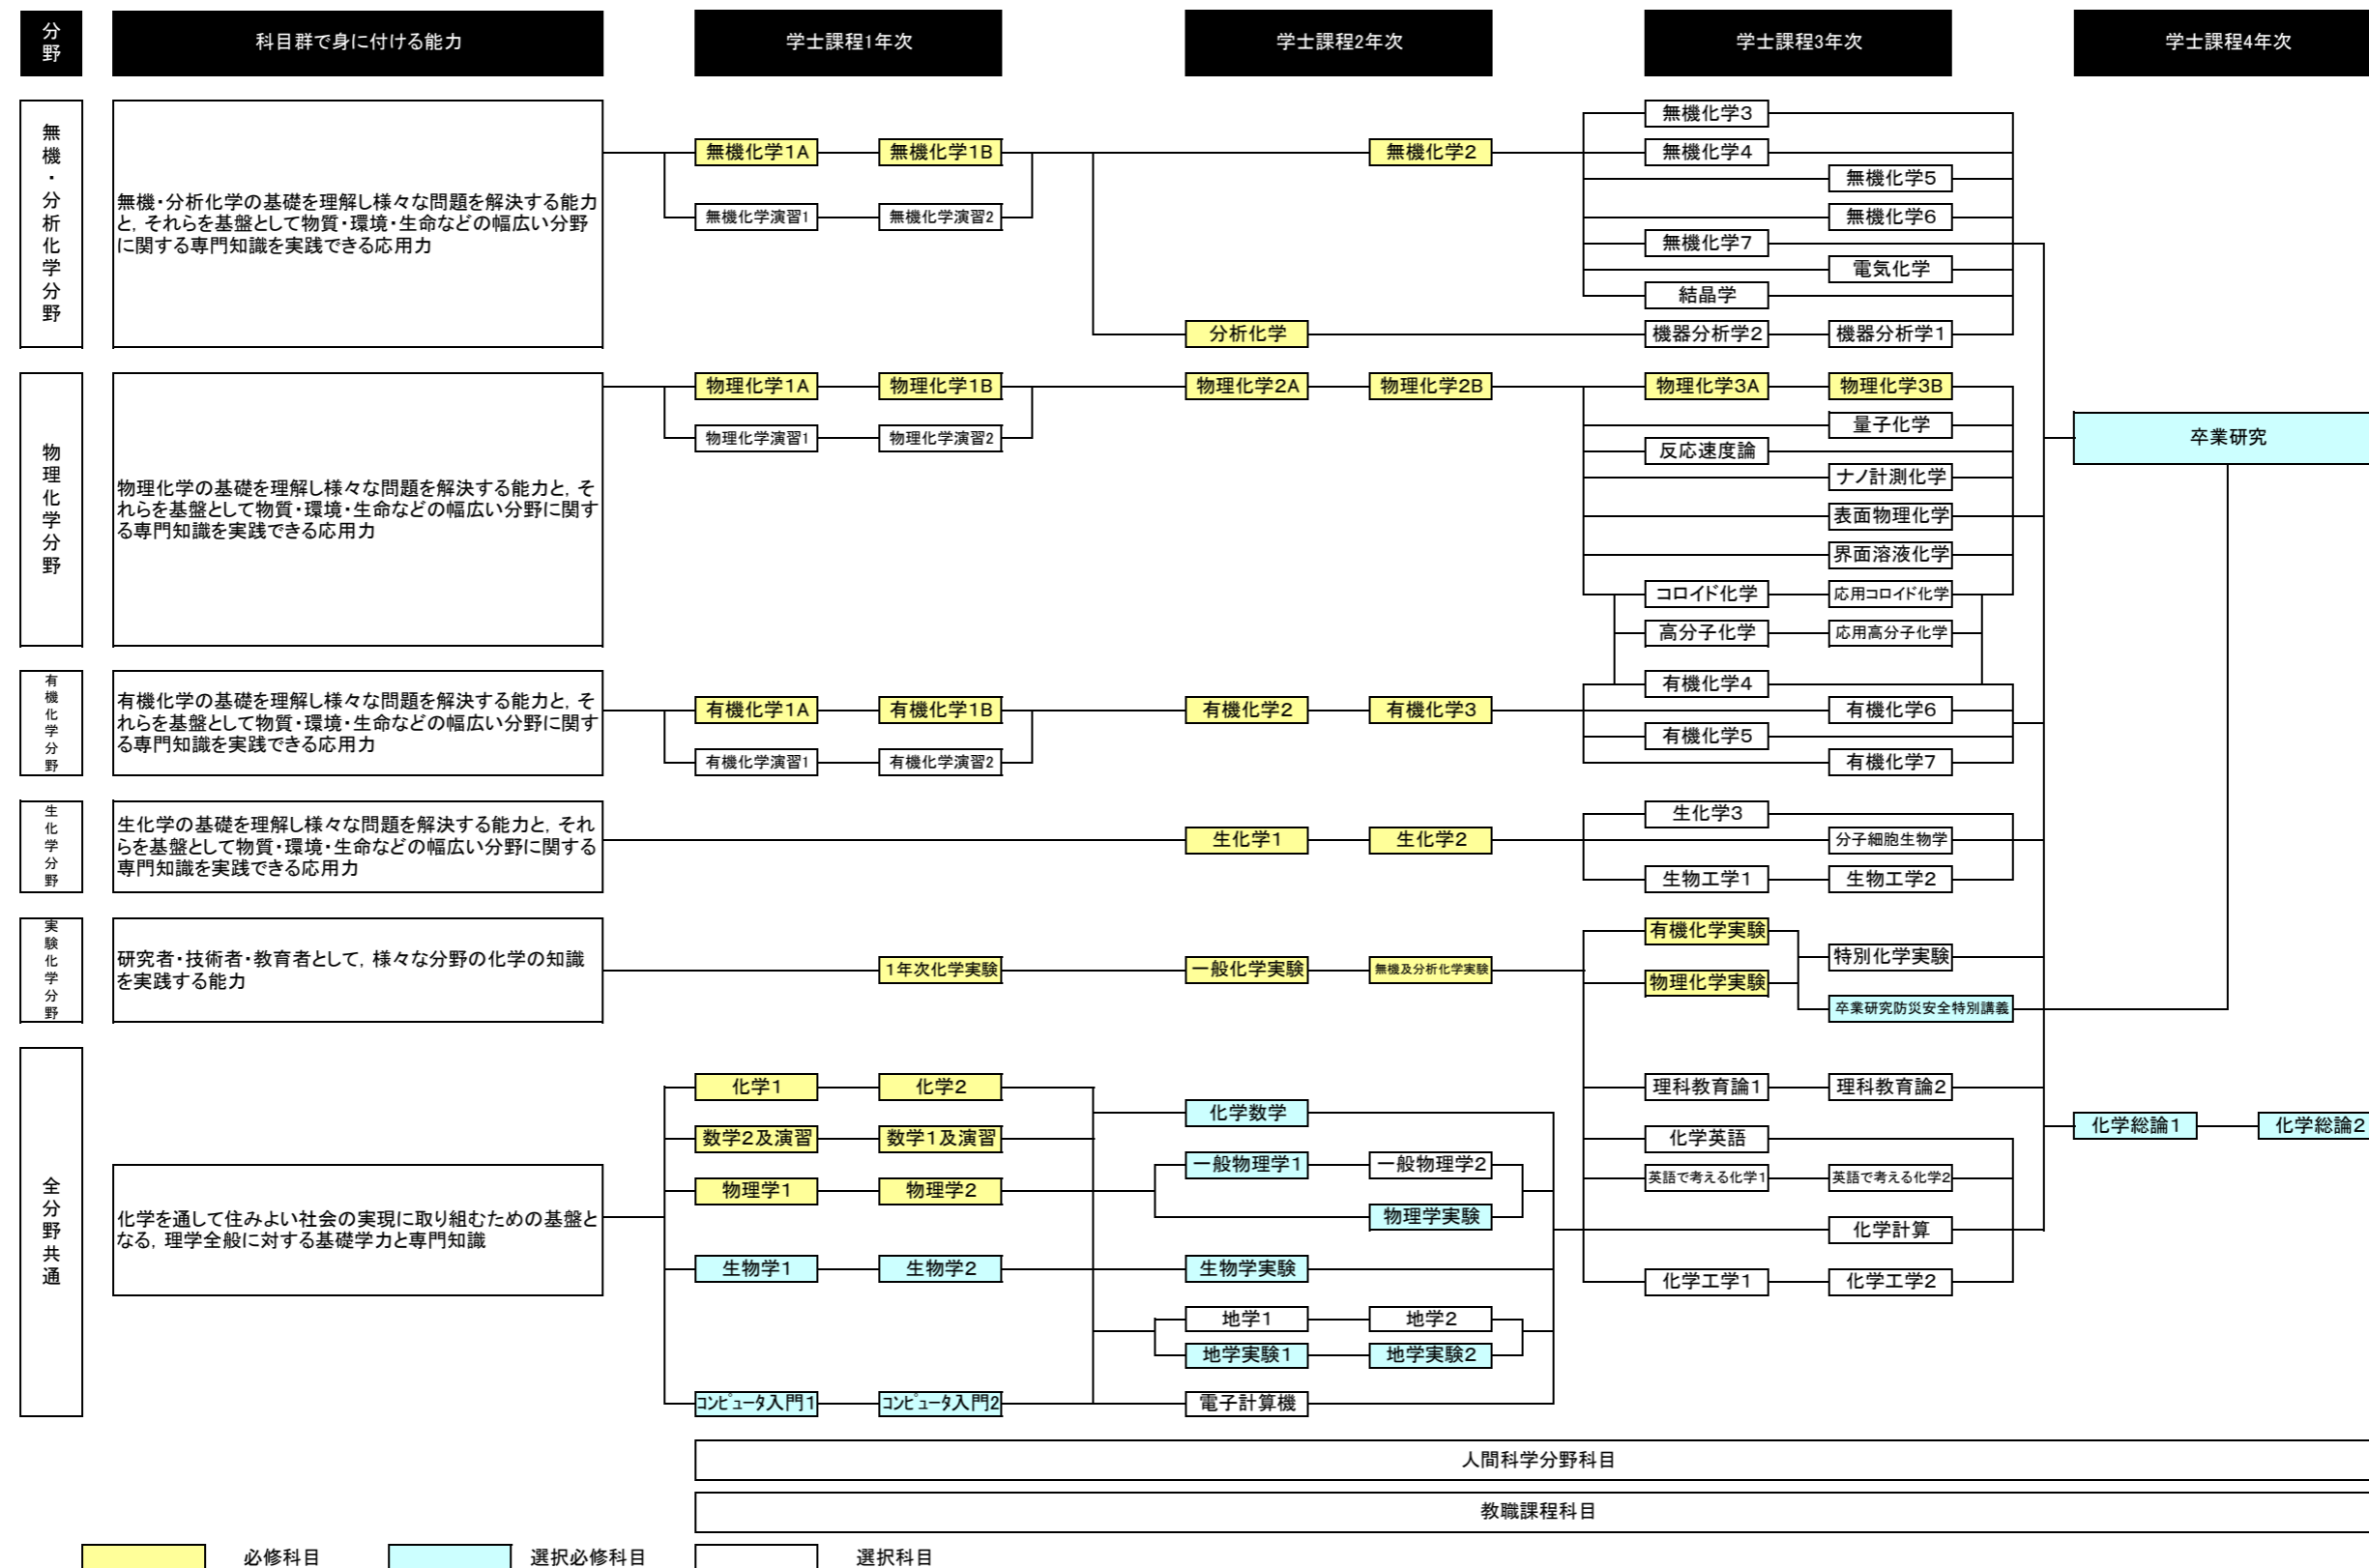 分野
科目群で身に付ける能力
学士課程1年次
学士課程2年次
学士課程3年次
学士課程4年次
無機・分析化学分野
無機・分析化学の基礎を理解し様々な問題を解決する能力
と，それらを基盤として物質・環境・生命などの幅広い分野
に関する専門知識を実践できる応用力
無機化学1A
無機化学1B
無機化学演習1
無機化学演習2
無機化学2
分析化学
無機化学3
無機化学4
無機化学5
無機化学6
無機化学7
電気化学
結晶学
機器分析学2
機器分析学1
物理化学分野
物理化学の基礎を理解し様々な問題を解決する能力と，そ
れらを基盤として物質・環境・生命などの幅広い分野に関す
る専門知識を実践できる応用力
物理化学1A
物理化学1B
物理化学演習1
物理化学演習2
物理化学2A
物理化学2B
物理化学3A
物理化学3B
量子化学
反応速度論
ナノ計測化学
表面物理化学
界面溶液化学
コロイド化学
応用コロイド化学
高分子化学
応用高分子化学
卒業研究
有機化学分野
有機化学の基礎を理解し様々な問題を解決する能力と，そ
れらを基盤として物質・環境・生命などの幅広い分野に関す
る専門知識を実践できる応用力
有機化学1A
有機化学1B
有機化学演習1
有機化学演習2
有機化学2
有機化学3
有機化学4
有機化学6
有機化学5
有機化学7
生化学分野
生化学の基礎を理解し様々な問題を解決する能力と，それ
らを基盤として物質・環境・生命などの幅広い分野に関する
専門知識を実践できる応用力
生化学1
生化学2
生化学3
分子細胞生物学
生物工学1
生物工学2
実験化学分野
研究者・技術者・教育者として，様々な分野の化学の知識
を実践する能力
1年次化学実験
一般化学実験
無機及分析化学実験
有機化学実験
物理化学実験
特別化学実験
卒業研究防災安全特別講義
全分野共通
化学を通して住みよい社会の実現に取り組むための基盤と
なる，理学全般に対する基礎学力と専門知識
化学1
化学2
数学2及演習
数学1及演習
物理学1
物理学2
生物学1
生物学2
コンピュータ入門1
コンピュータ入門2
化学数学
一般物理学1
一般物理学2
物理学実験
生物学実験
地学1
地学2
地学実験1
地学実験2
電子計算機
理科教育論1
理科教育論2
化学英語
英語で考える化学1
英語で考える化学2
化学計算
化学工学1
化学工学2
化学総論1
化学総論2
人間科学分野科目
教職課程科目
必修科目
選択必修科目
選択科目